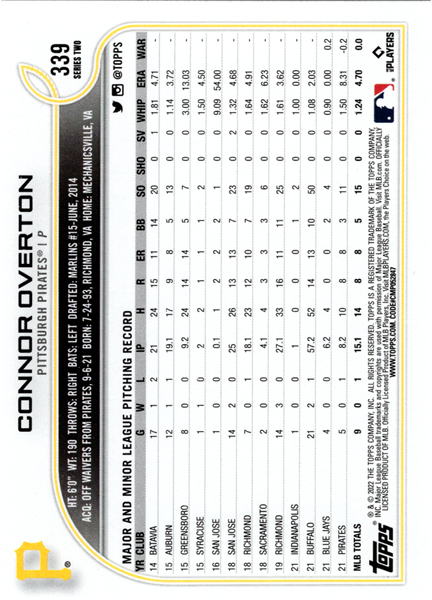 339
SERIES TWO
CONNOR OVERTON
PITTSBURGH PIRATES® | P
@TOPPS
HT: 6'0" WT: 190 THROWS: RIGHT BATS: LEFT DRAFTED: MARLINS #15-JUNE, 2014
ACQ: OFF WAIVERS FROM PIRATES, 9-6-21 BORN: 7-24-93, RICHMOND, VA HOME: MECHANICSVILLE, VA
P®
MAJOR AND MINOR LEAGUE PITCHING RECORD
YR CLUB G W L IP H R ER BB SO SHO SV WHIP ERA WAR
14 BATAVIA 17 1 2 21 24 15 11 14 20 0 0 1.81 4.71 -
15 AUBURN 12 1 1 19.1 17 9 8 5 13 0 0 1.14 3.72 -
15 GREENSBORO 8 0 0 9.2 24 14 14 5 7 0 0 3.00 13.03 -
15 SYRACUSE 1 0 0 2 2 1 1 1 2 0 0 1.50 4.50 -
16 SAN JOSE 1 0 0 0.1 1 2 2 2 1 0 0 9.09 54.00 -
18 SAN JOSE 14 2 0 25 26 13 13 7 23 0 2 1.32 4.68 -
18 RICHMOND 7 1 0 18.1 23 12 10 7 19 0 0 1.64 4.91 -
18 SACRAMENTO 2 0 0 4.1 4 3 3 3 6 0 0 1.62 6.23 -
19 RICHMOND 14 3 0 27.1 33 16 11 11 25 0 0 1.61 3.62 -
21 INDIANAPOLIS 1 0 0 1 1 0 0 0 0 0 1.00 0.00 -
21 BUFFALO 21 2 1 57.2 52 14 13 10 50 0 0 1.08 2.03 -
21 BLUE JAYS 4 0 0 6.2 4 0 0 2 4 0 0 0.90 0.00 0.2
21 PIRATES 5 0 1 8.2 10 8 8 3 11 0 0 1.50 8.31 -0.2
MLB TOTALS 9 0 1 15.1 14 8 8 5 15 0 0 1.24 4.70 0.0
topps
® & © 2022 THE TOPPS COMPANY, INC. ALL RIGHTS RESERVED. TOPPS IS A REGISTERED TRADEMARK OF THE TOPPS COMPANY,
INC. Major League Baseball trademarks and copyrights are used with permission of Major League Baseball. Visit MLB.com. OFFICIALLY
LICENSED PRODUCT OF MLB Players, Inc. Visit MLBPLAYERS.com, the Players Choice on the web.
WWW.TOPPS.COM. CODE#CMP05267
MLB PLAYERS